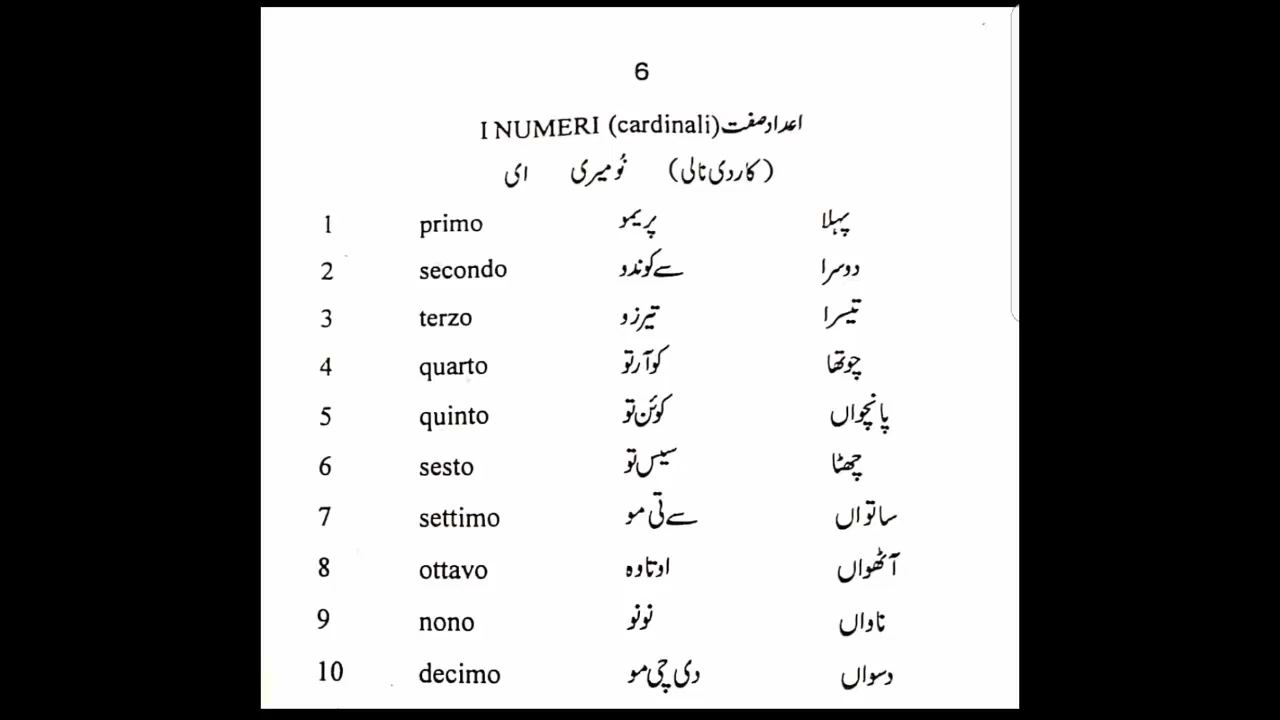 6
I NUMERI (cardinali) اعداد صفت
(کاردی نالی) نُومیری ای
1 primo پریمو پہلا
2 secondo سے کوندو دوسرا
3 terzo تیرزو تیسرا
4 quarto کوآرتو چوتھا
5 quinto کوئن تو پانچواں
6 sesto سیس تو چھٹا
7 settimo سے تی مو ساتواں
8 ottavo اوتاوہ آٹھواں
9 nono نونو ناواں
10 decimo دی چی مو دسواں